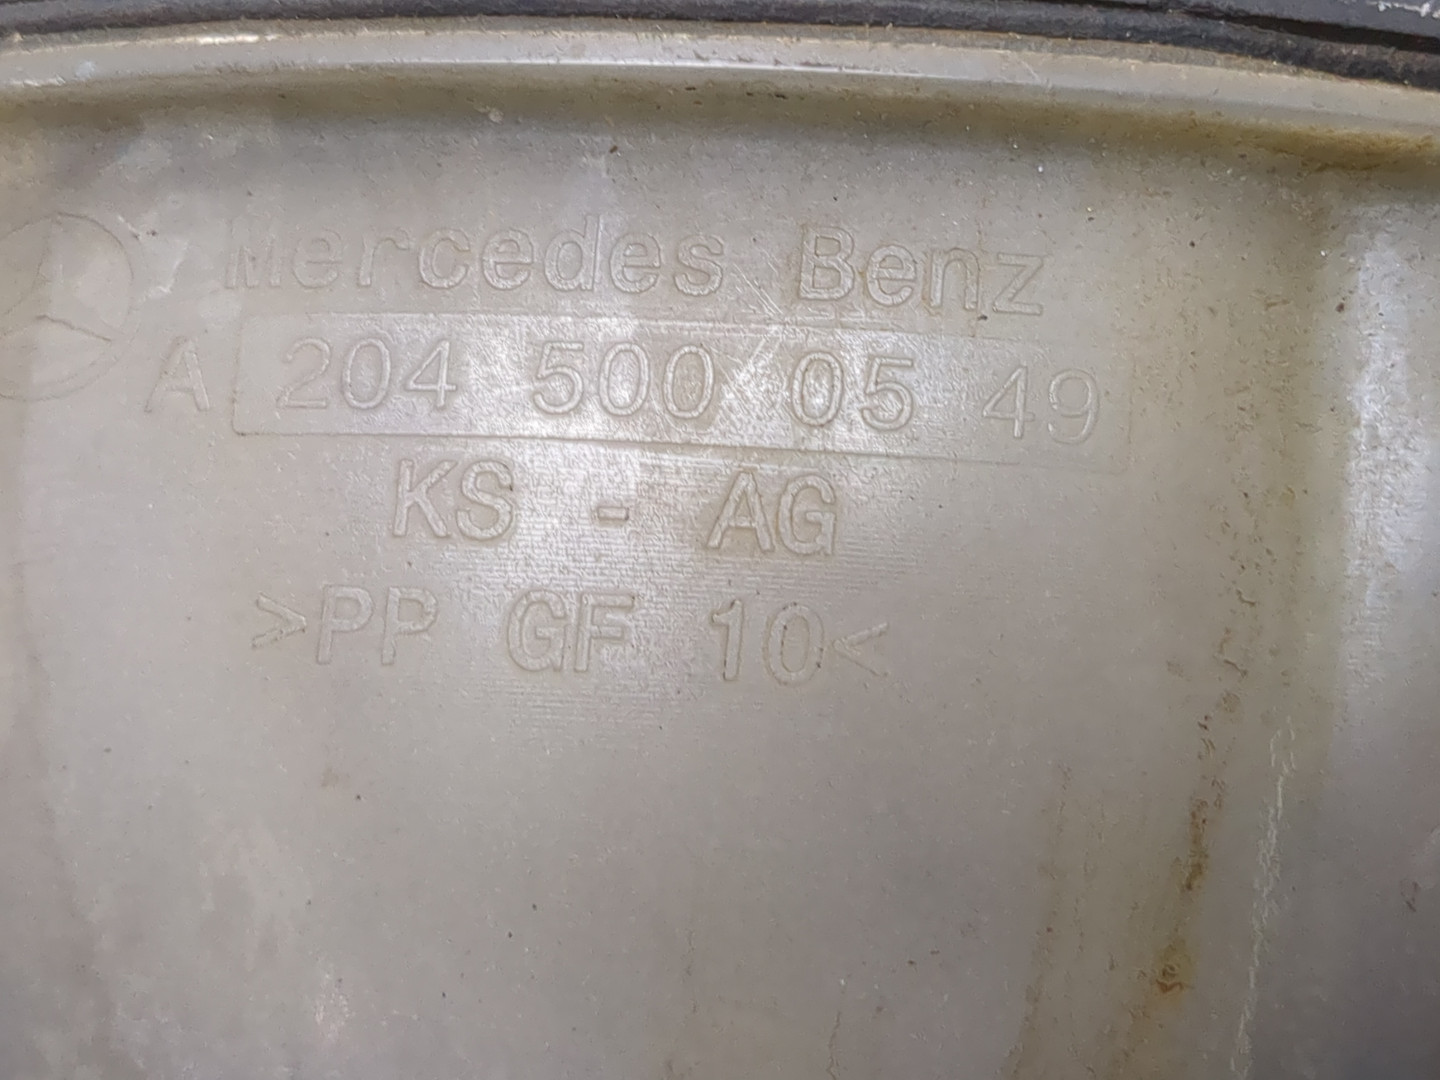 Mercedes Benz
A 204 500 05 49
KS - AG
>PP GF 10<